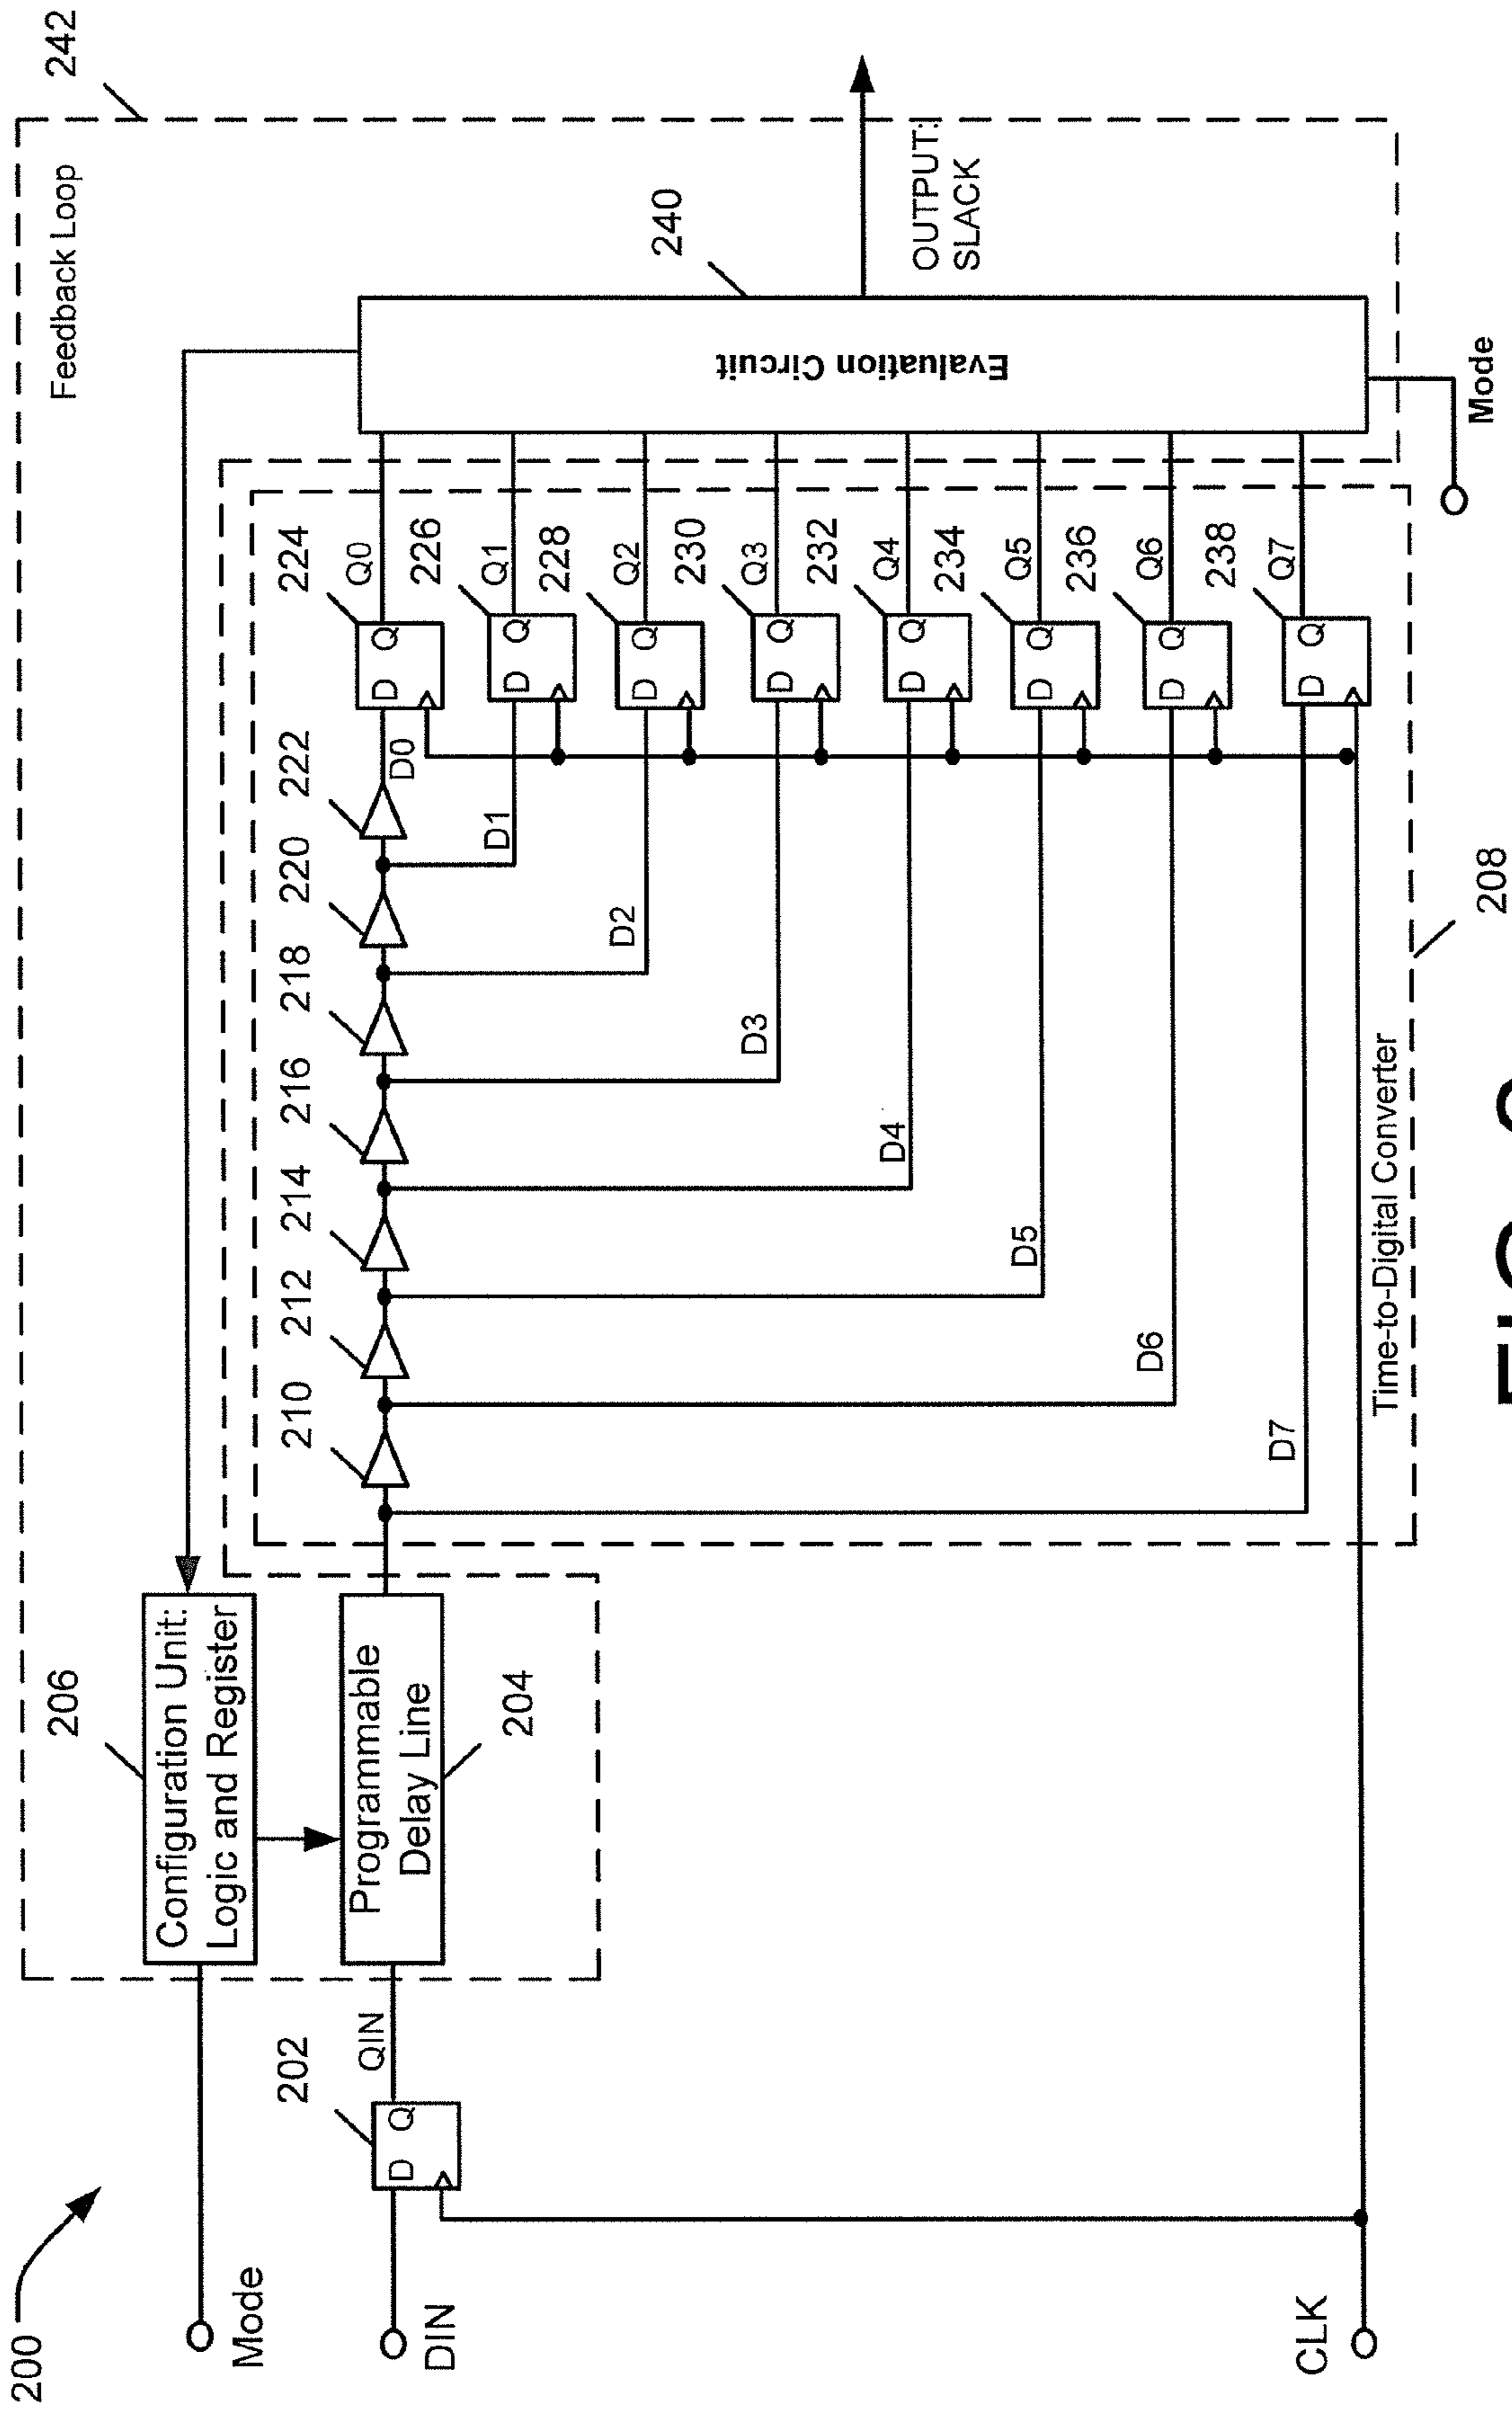 200
Mode
DIN
CLK
202
D Q
QIN
206
Configuration Unit:
Logic and Register
Programmable
Delay Line
204
Feedback Loop
242
210
212
214
216
218
220
222
D0
D1
D2
D3
D4
D5
D6
D7
224
D Q
Q0
226
D Q
Q1
228
D Q
Q2
230
D Q
Q3
232
D Q
Q4
234
D Q
Q5
236
D Q
Q6
238
D Q
Q7
Time-to-Digital Converter
208
240
Evaluation Circuit
OUTPUT:
SLACK
Mode